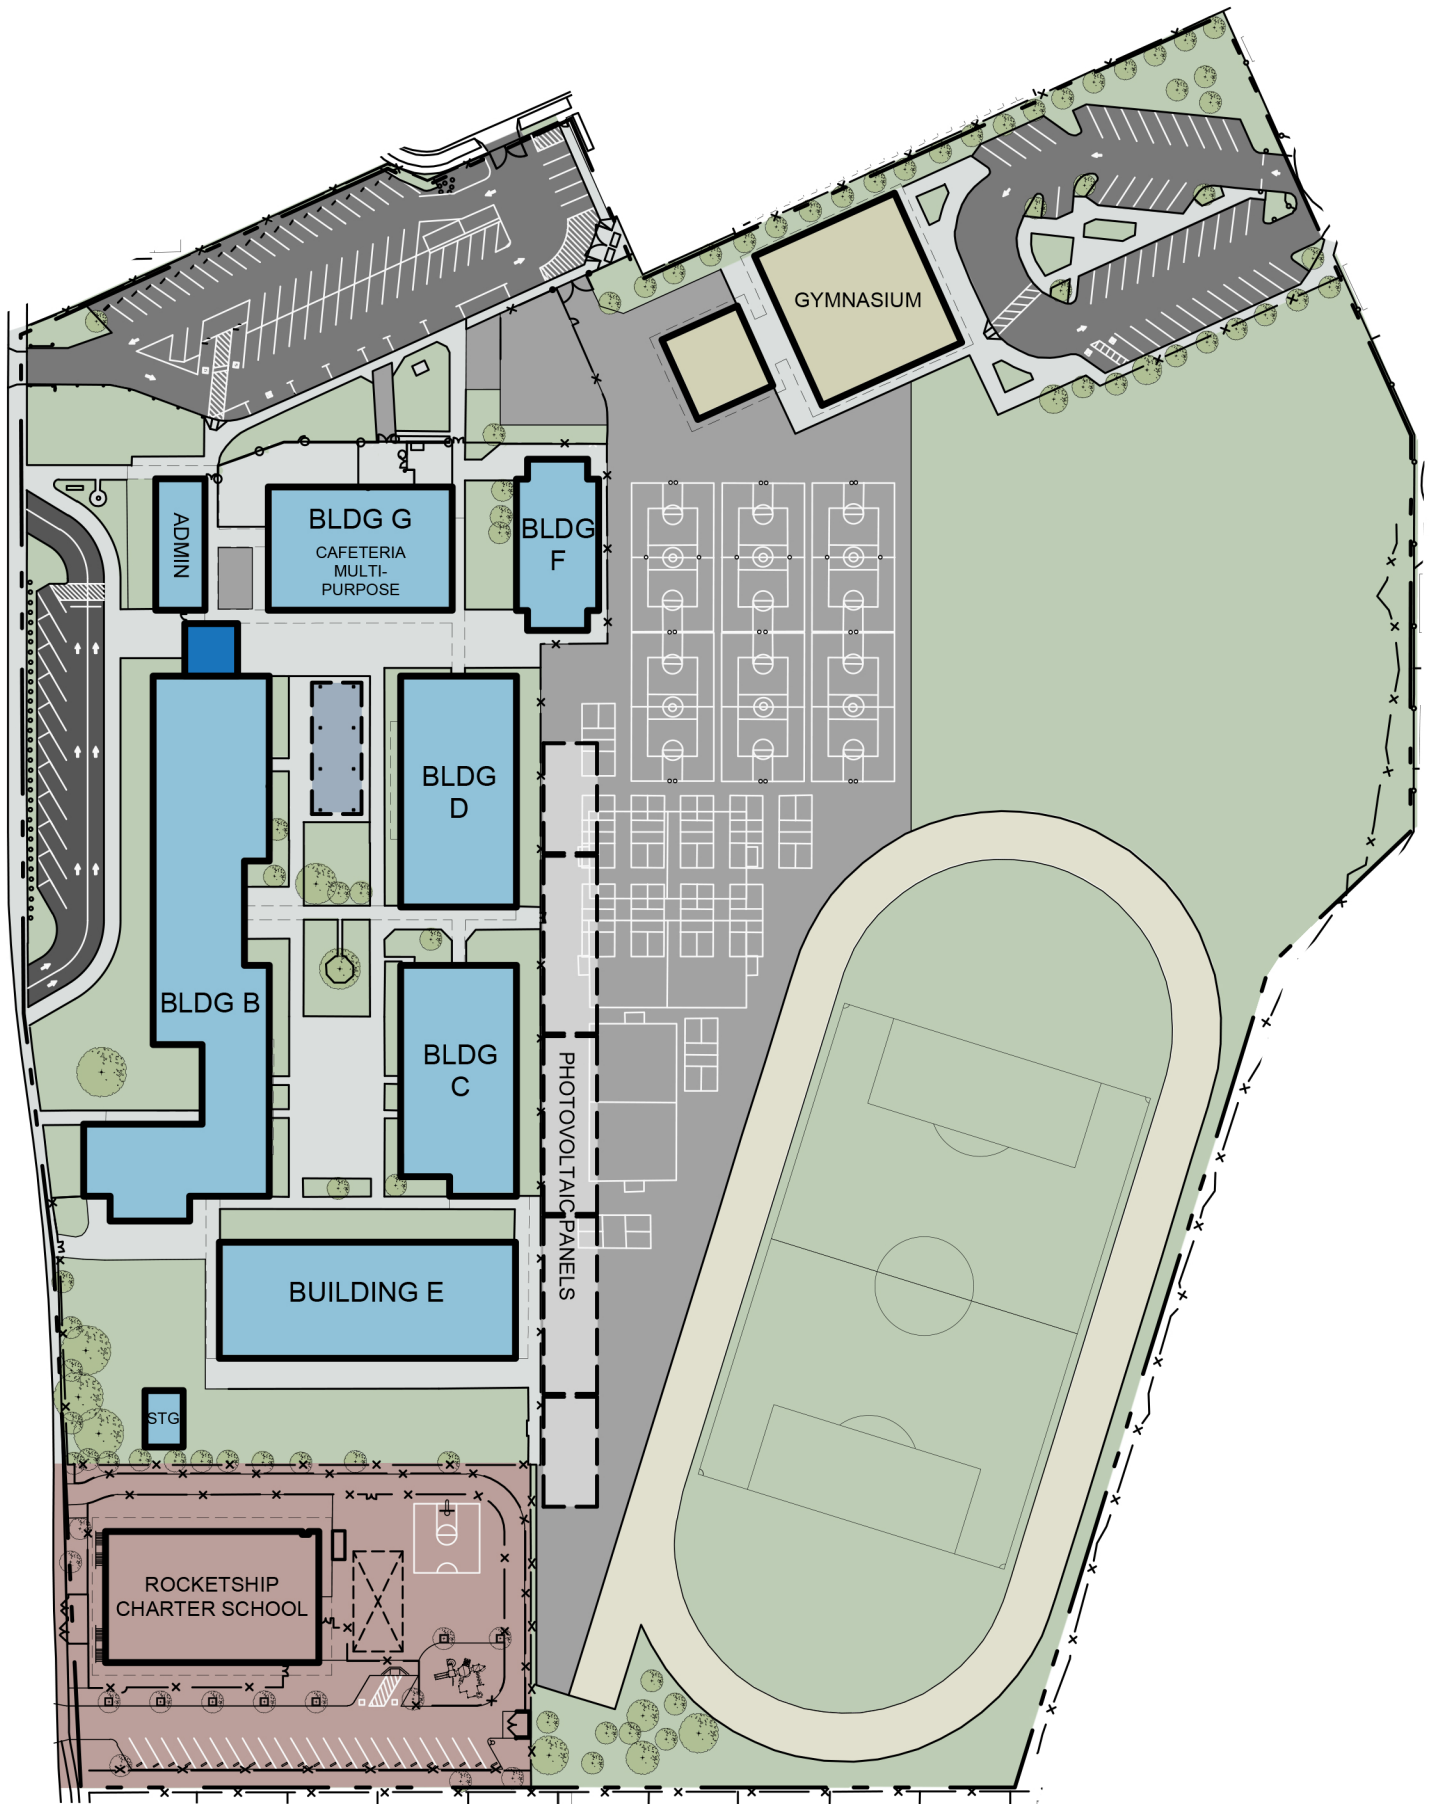 GYMNASIUM
ADMIN
BLDG G
CAFETERIA
MULTI-
PURPOSE
BLDG
F
BLDG
D
BLDG B
BLDG
C
PHOTOVOLTAIC PANELS
BUILDING E
STG
ROCKETSHIP
CHARTER SCHOOL